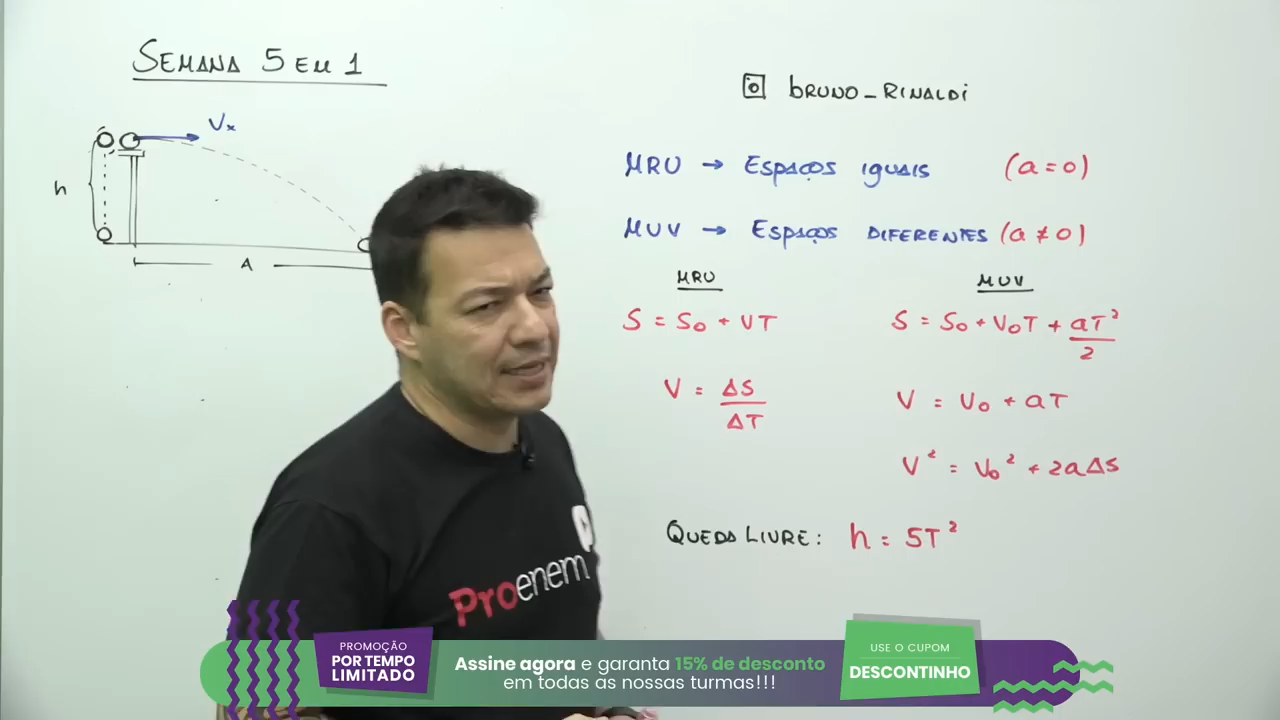 SEMANA 5 EM 1
bRUNO_RINALDI
Vx
h
A
MRU → ESPAÇOS IGUAIS (a = 0)
MUV → ESPAÇOS DIFERENTES (a ≠ 0)
MRU
S = S₀ + VT
V = ΔS/ΔT
MUV
S = S₀ + V₀T + aT²/2
V = V₀ + aT
V² = V₀² + 2aΔS
QUEDA LIVRE: h = 5T²
Proenem
PROMOÇÃO
POR TEMPO
LIMITADO
Assine agora e garanta 15% de desconto
em todas as nossas turmas!!!
USE O CUPOM
DESCONTINHO